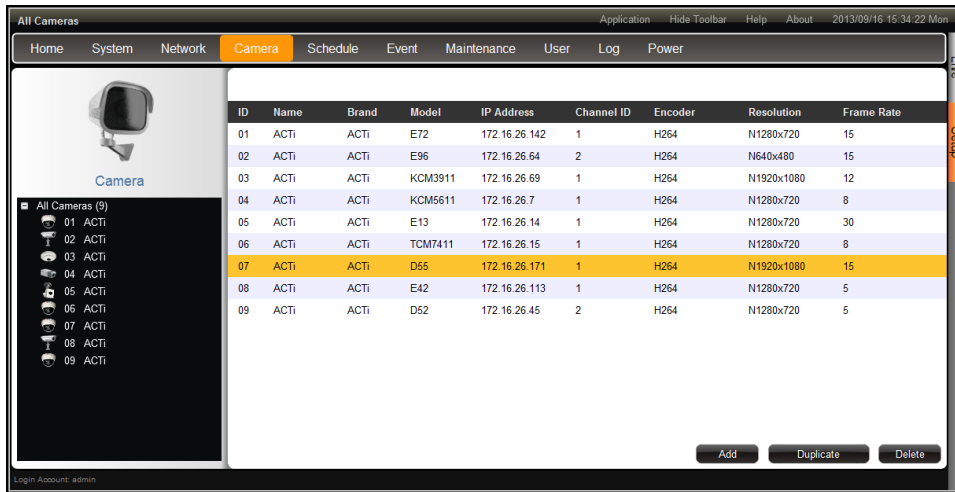 All Cameras Application Hide Toolbar Help About 2013/09/16 15:34:22 Mon
Home System Network Camera Schedule Event Maintenance User Log Power
Live
Setup
Camera
All Cameras (9)
01 ACTi
02 ACTi
03 ACTi
04 ACTi
05 ACTi
06 ACTi
07 ACTi
08 ACTi
09 ACTi
ID Name Brand Model IP Address Channel ID Encoder Resolution Frame Rate
01 ACTi ACTi E72 172.16.26.142 1 H264 N1280x720 15
02 ACTi ACTi E96 172.16.26.64 2 H264 N640x480 15
03 ACTi ACTi KCM3911 172.16.26.69 1 H264 N1920x1080 12
04 ACTi ACTi KCM5611 172.16.26.7 1 H264 N1280x720 8
05 ACTi ACTi E13 172.16.26.14 1 H264 N1280x720 30
06 ACTi ACTi TCM7411 172.16.26.15 1 H264 N1280x720 8
07 ACTi ACTi D55 172.16.26.171 1 H264 N1920x1080 15
08 ACTi ACTi E42 172.16.26.113 1 H264 N1280x720 5
09 ACTi ACTi D52 172.16.26.45 2 H264 N1280x720 5
Add Duplicate Delete
Login Account: admin